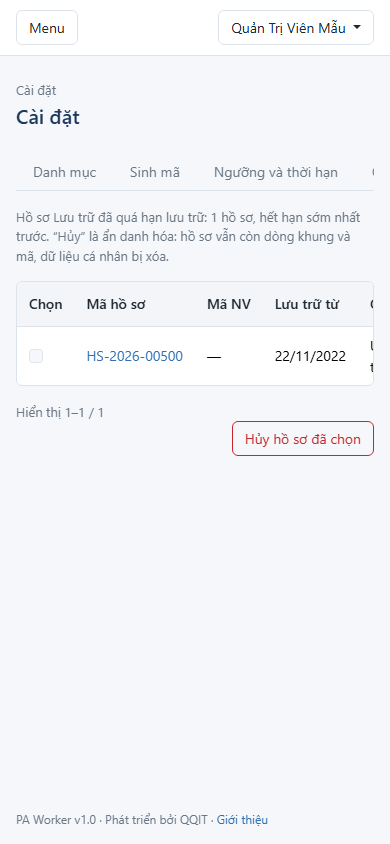 Menu
Quản Trị Viên Mẫu
Cài đặt
Cài đặt
Danh mục Sinh mã Ngưỡng và thời hạn
Hồ sơ Lưu trữ đã quá hạn lưu trữ: 1 hồ sơ, hết hạn sớm nhất
trước. “Hủy” là ẩn danh hóa: hồ sơ vẫn còn dòng khung và
mã, dữ liệu cá nhân bị xóa.
Chọn Mã hồ sơ Mã NV Lưu trữ từ
HS-2026-00500 — 22/11/2022
Hiển thị 1–1 / 1
Hủy hồ sơ đã chọn
PA Worker v1.0 · Phát triển bởi QQIT · Giới thiệu